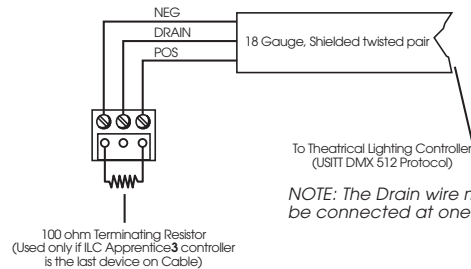 NEG
DRAIN
POS
18 Gauge, Shielded twisted pair
To Theatrical Lighting Controller
(USITT DMX 512 Protocol)
NOTE: The Drain wire
be connected at one
100 ohm Terminating Resistor
(Used only if ILC Apprentice3 controller
is the last device on Cable)